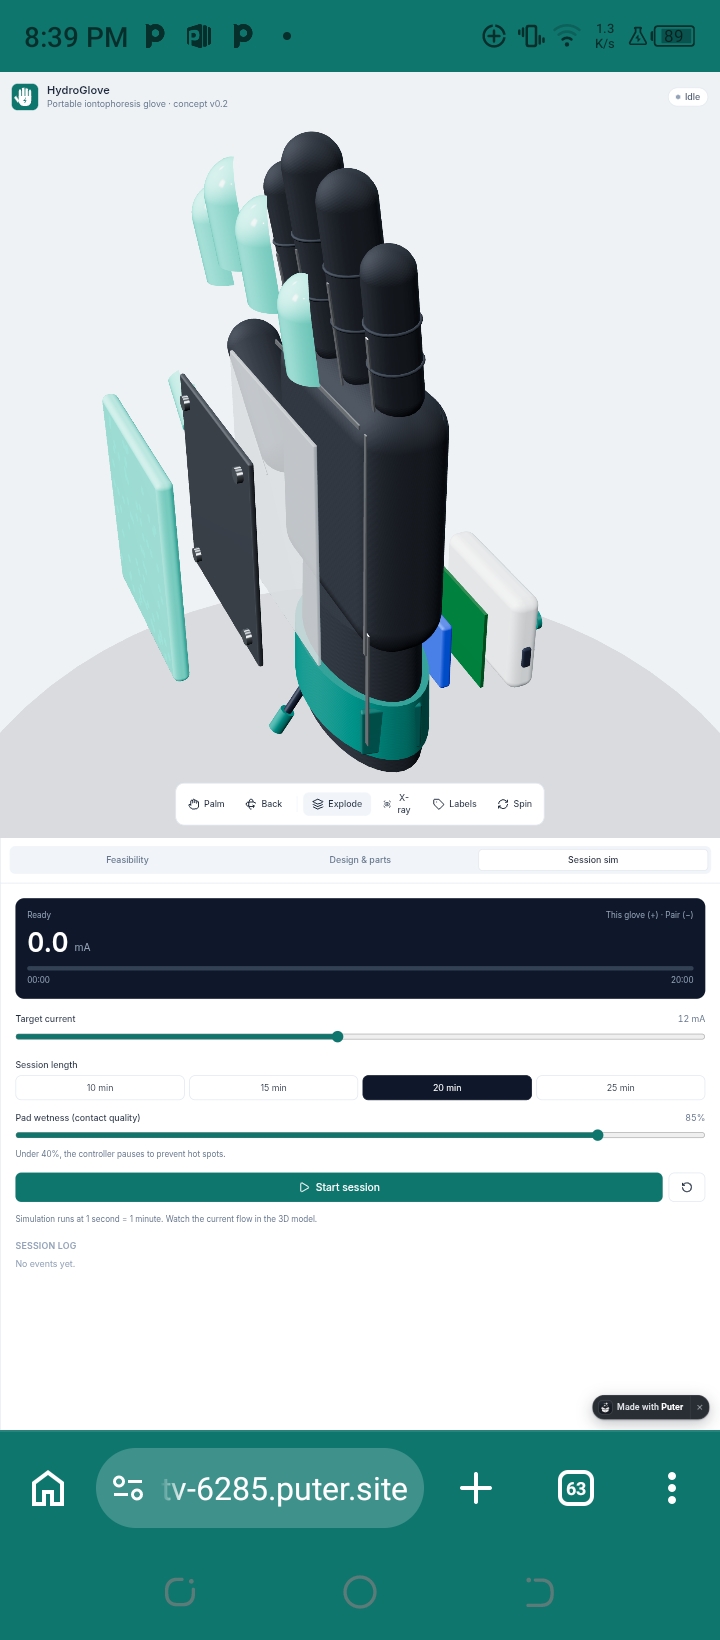 8:39 PM
1.3
K/s
89
HydroGlove
Portable iontophoresis glove · concept v0.2
Idle
Palm
Back
Explode
X-
ray
Labels
Spin
Feasibility
Design & parts
Session sim
Ready
This glove (+) · Pair (−)
0.0 mA
00:00
20:00
Target current
12 mA
Session length
10 min
15 min
20 min
25 min
Pad wetness (contact quality)
85%
Under 40%, the controller pauses to prevent hot spots.
Start session
Simulation runs at 1 second = 1 minute. Watch the current flow in the 3D model.
SESSION LOG
No events yet.
Made with Puter ×
tv-6285.puter.site
63